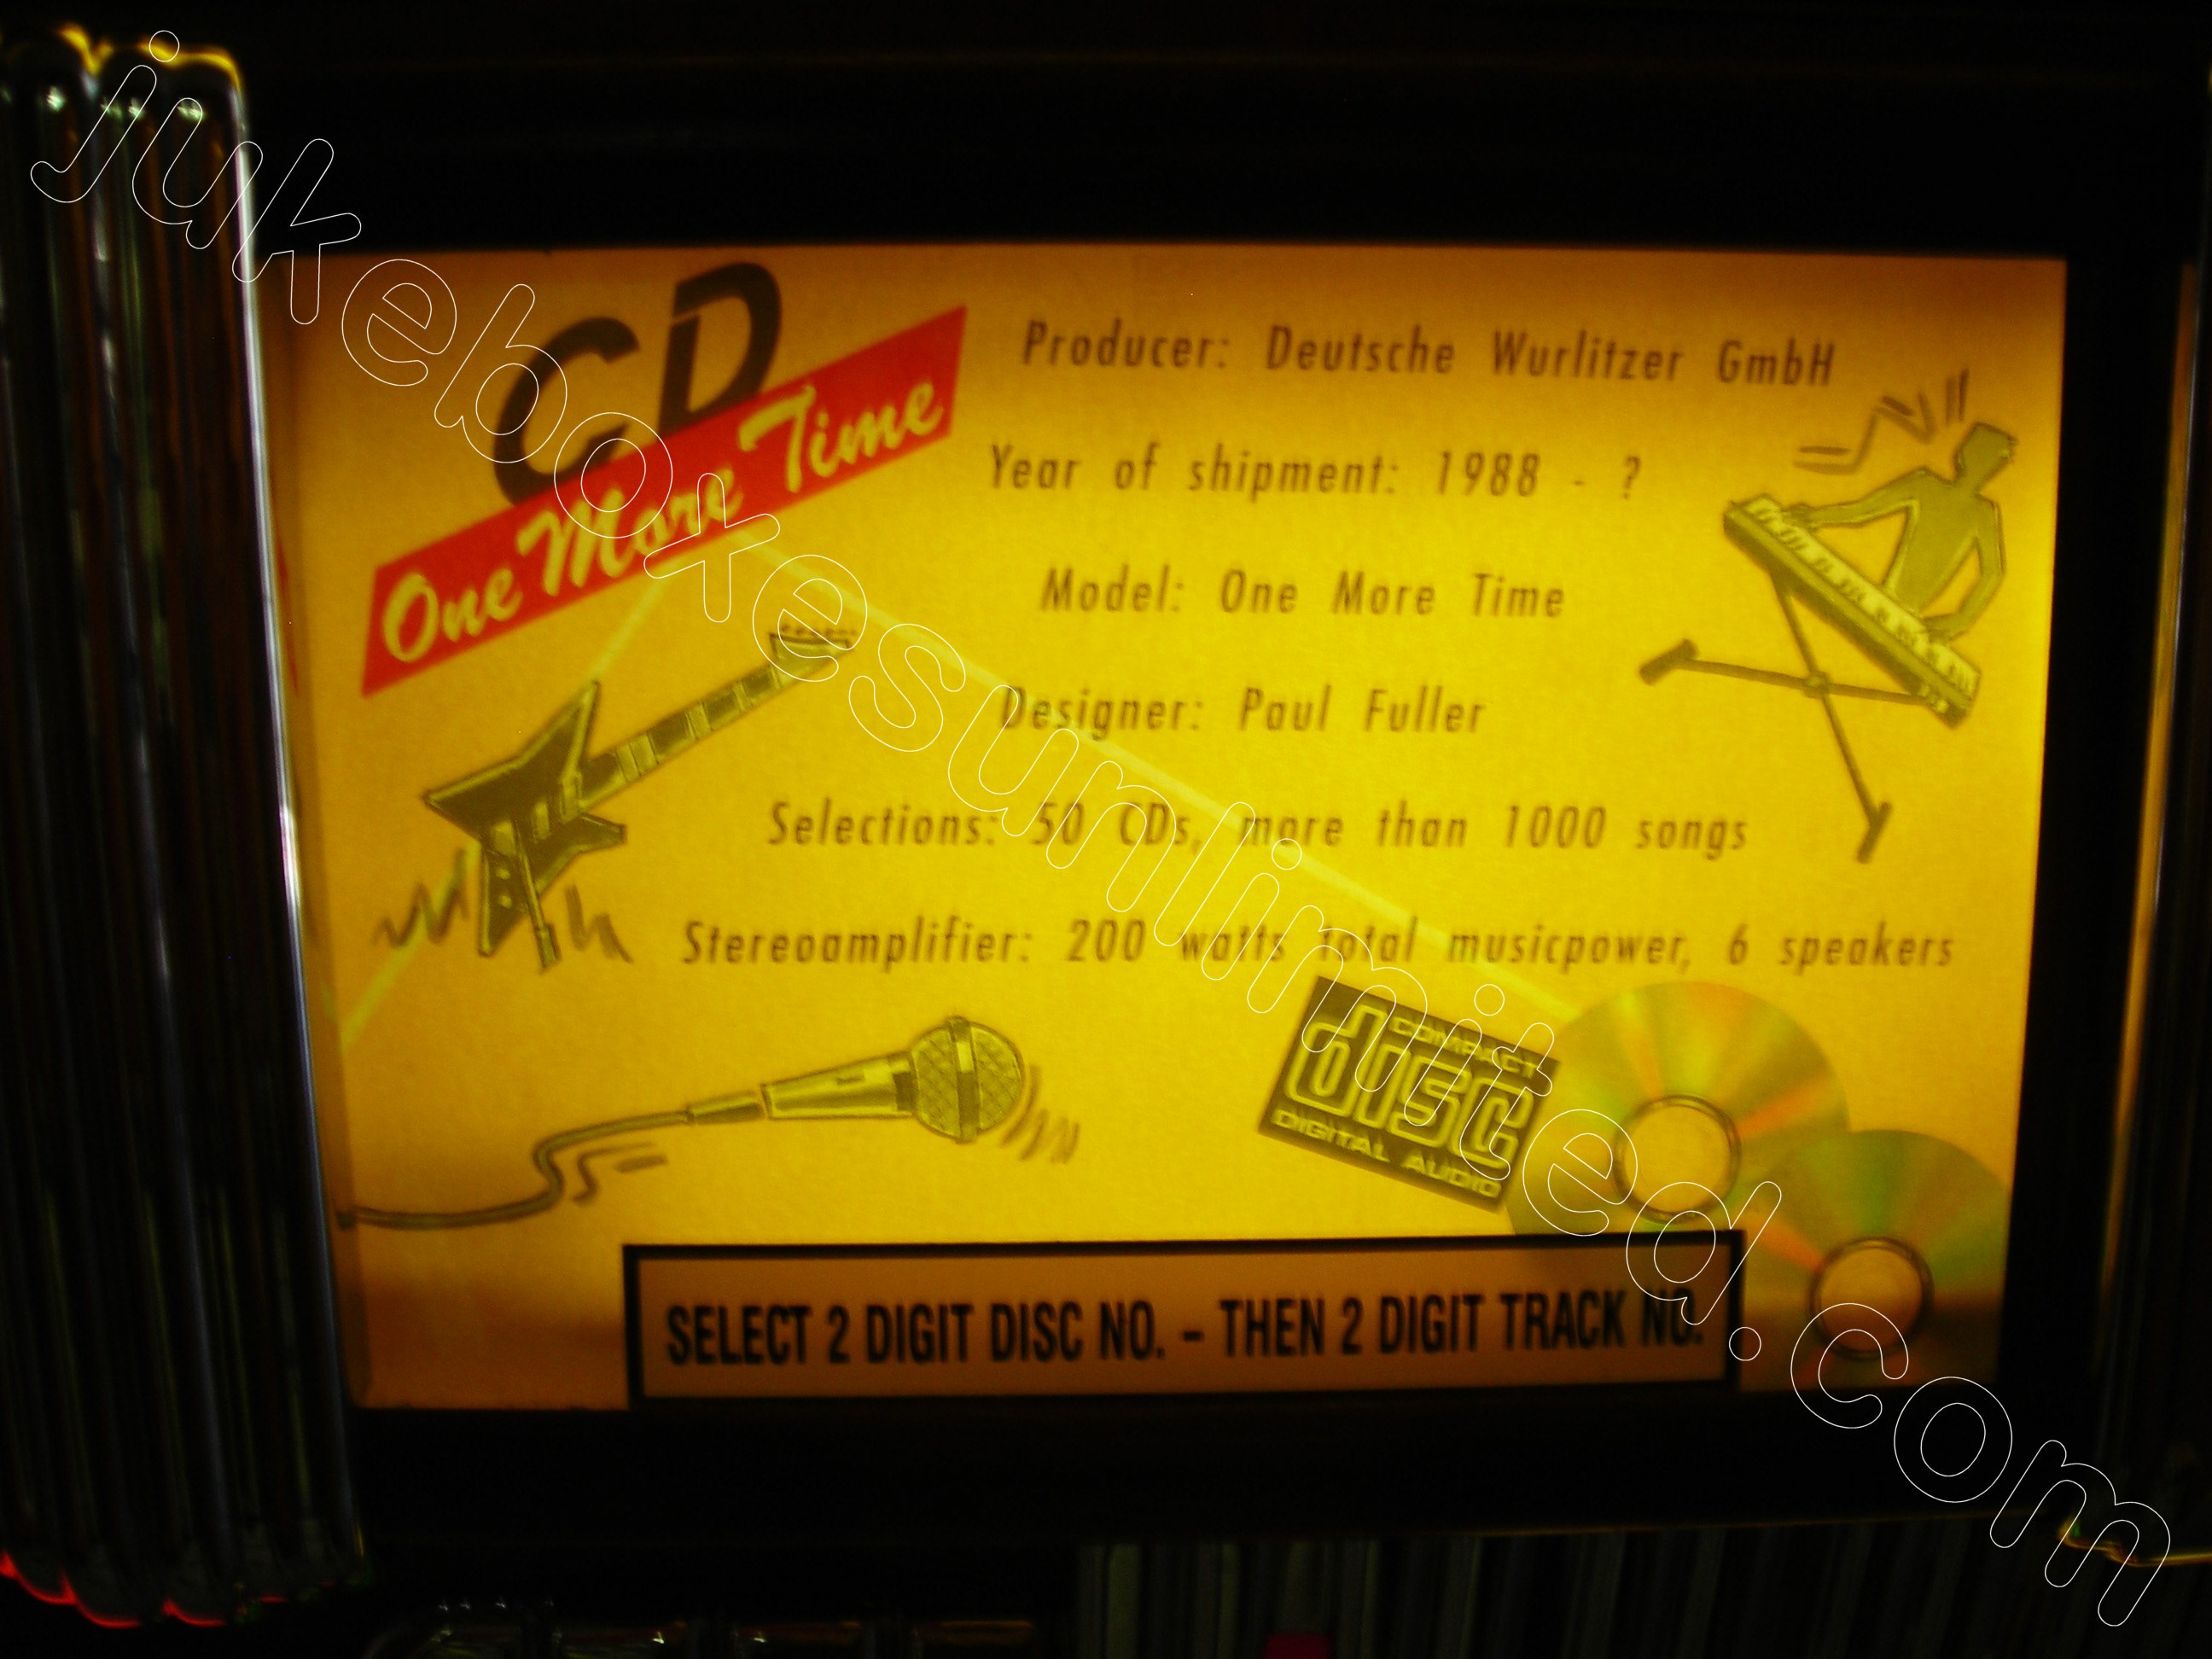 CD
One More Time
Producer: Deutsche Wurlitzer GmbH
Year of shipment: 1988 - ?
Model: One More Time
Designer: Paul Fuller
Selections: 50 CDs, more than 1000 songs
Stereoamplifier: 200 watts total musicpower, 6 speakers
COMPACT
disc
DIGITAL AUDIO
SELECT 2 DIGIT DISC NO. – THEN 2 DIGIT TRACK NO.
jukeboxesunlimited.com